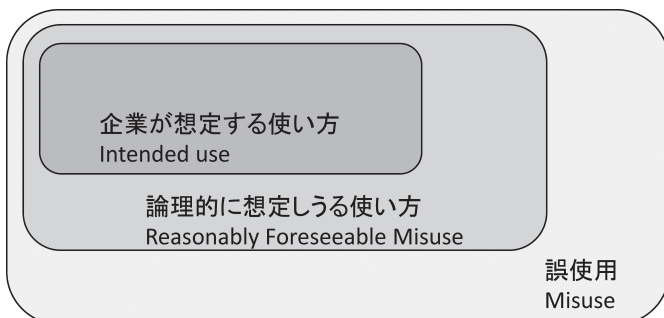 企業が想定する使い方
Intended use
論理的に想定しうる使い方
Reasonably Foreseeable Misuse
誤使用
Misuse